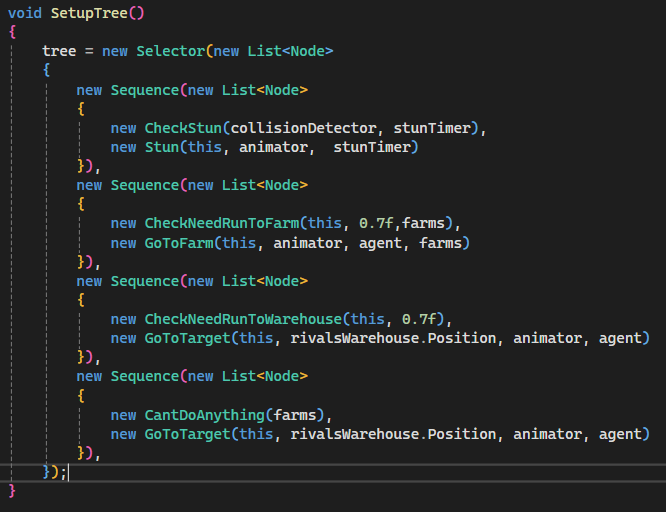 void SetupTree()
{
    tree = new Selector(new List<Node>
    {
        new Sequence(new List<Node>
        {
            new CheckStun(collisionDetector, stunTimer),
            new Stun(this, animator,  stunTimer)
        }),
        new Sequence(new List<Node>
        {
            new CheckNeedRunToFarm(this, 0.7f,farms),
            new GoToFarm(this, animator, agent, farms)
        }),
        new Sequence(new List<Node>
        {
            new CheckNeedRunToWarehouse(this, 0.7f),
            new GoToTarget(this, rivalsWarehouse.Position, animator, agent)
        }),
        new Sequence(new List<Node>
        {
            new CantDoAnything(farms),
            new GoToTarget(this, rivalsWarehouse.Position, animator, agent)
        }),
    });
}